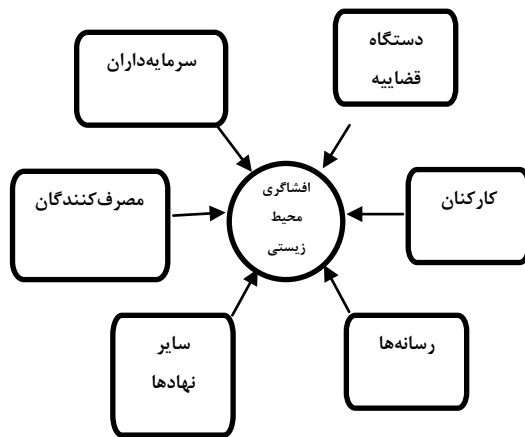 دستگاه
قضاییه
سرمایه‌داران
افشاگری
محیط
زیستی
کارکنان
مصرف‌کنندگان
رسانه‌ها
سایر
نهادها